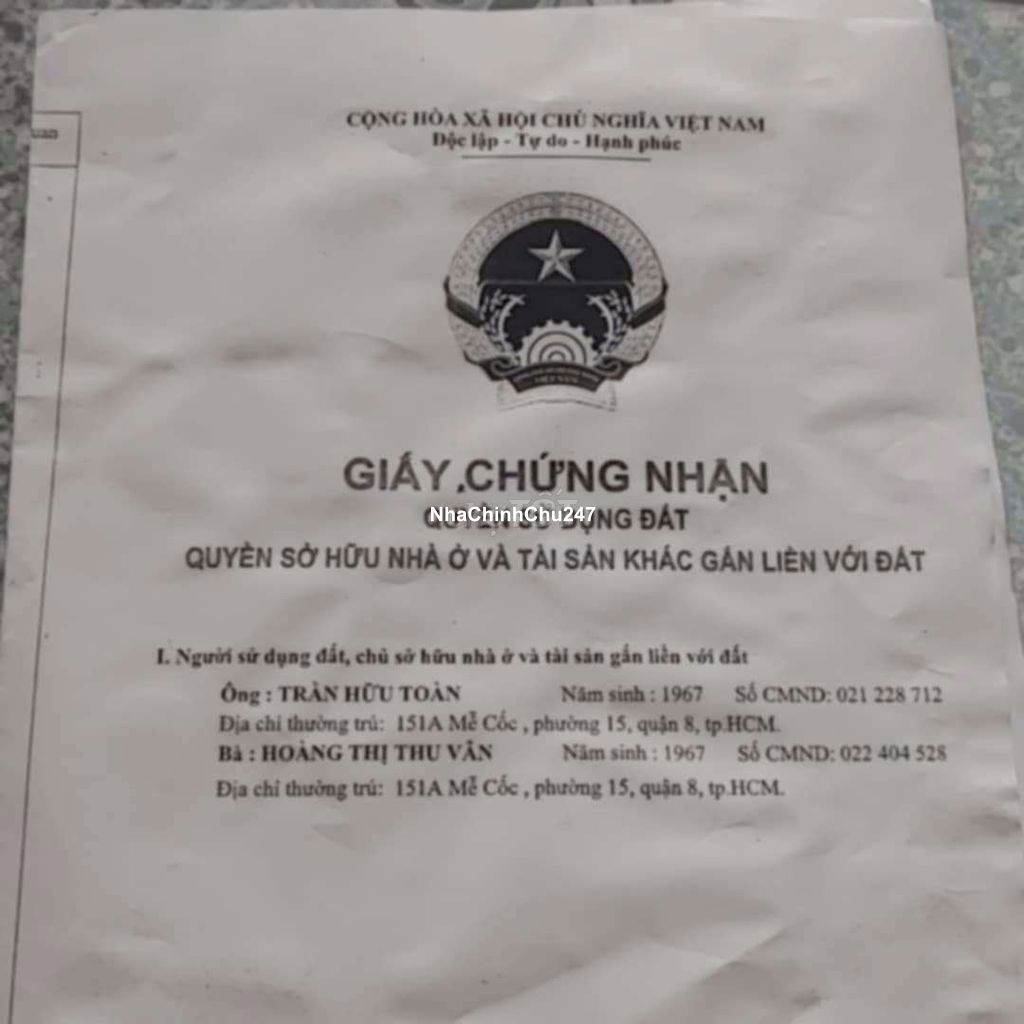 CỘNG HÒA XÃ HỘI CHỦ NGHĨA VIỆT NAM
Độc lập - Tự do - Hạnh phúc
GIẤY CHỨNG NHẬN
QUYỀN SỬ DỤNG ĐẤT
NhaChinhChu247
QUYỀN SỞ HỮU NHÀ Ở VÀ TÀI SẢN KHÁC GẮN LIỀN VỚI ĐẤT
I. Người sử dụng đất, chủ sở hữu nhà ở và tài sản gắn liền với đất
Ông : TRẦN HỮU TOÀN Năm sinh : 1967 Số CMND: 021 228 712
Địa chỉ thường trú: 151A Mễ Cốc , phường 15, quận 8, tp.HCM.
Bà : HOÀNG THỊ THU VÂN Năm sinh : 1967 Số CMND: 022 404 528
Địa chỉ thường trú: 151A Mễ Cốc , phường 15, quận 8, tp.HCM.